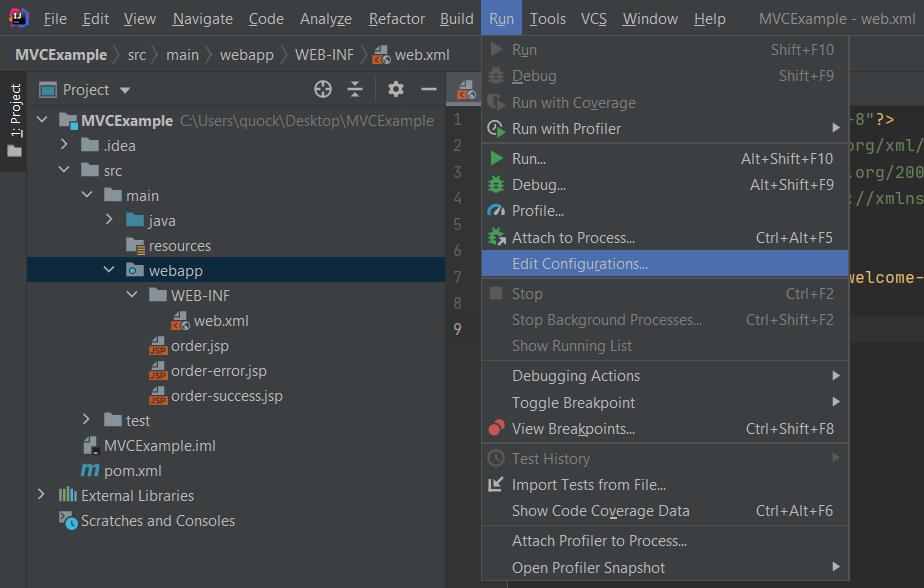 File Edit View Navigate Code Analyze Refactor Build Run Tools VCS Window Help MVCExample - web.xml
MVCExample src main webapp WEB-INF web.xml
Project
1: Project
MVCExample C:\Users\quock\Desktop\MVCExample
.idea
src
main
java
resources
webapp
WEB-INF
web.xml
order.jsp
order-error.jsp
order-success.jsp
test
MVCExample.iml
pom.xml
External Libraries
Scratches and Consoles
1
2
3
4
5
6
7
8
9
Run Shift+F10
Debug Shift+F9
Run with Coverage
Run with Profiler
Run... Alt+Shift+F10
Debug... Alt+Shift+F9
Profile...
Attach to Process... Ctrl+Alt+F5
Edit Configurations...
Stop Ctrl+F2
Stop Background Processes... Ctrl+Shift+F2
Show Running List
Debugging Actions
Toggle Breakpoint
View Breakpoints... Ctrl+Shift+F8
Test History
Import Tests from File...
Show Code Coverage Data Ctrl+Alt+F6
Attach Profiler to Process...
Open Profiler Snapshot
-8"?>
org/xml/
.org/200
://xmlns
welcome-